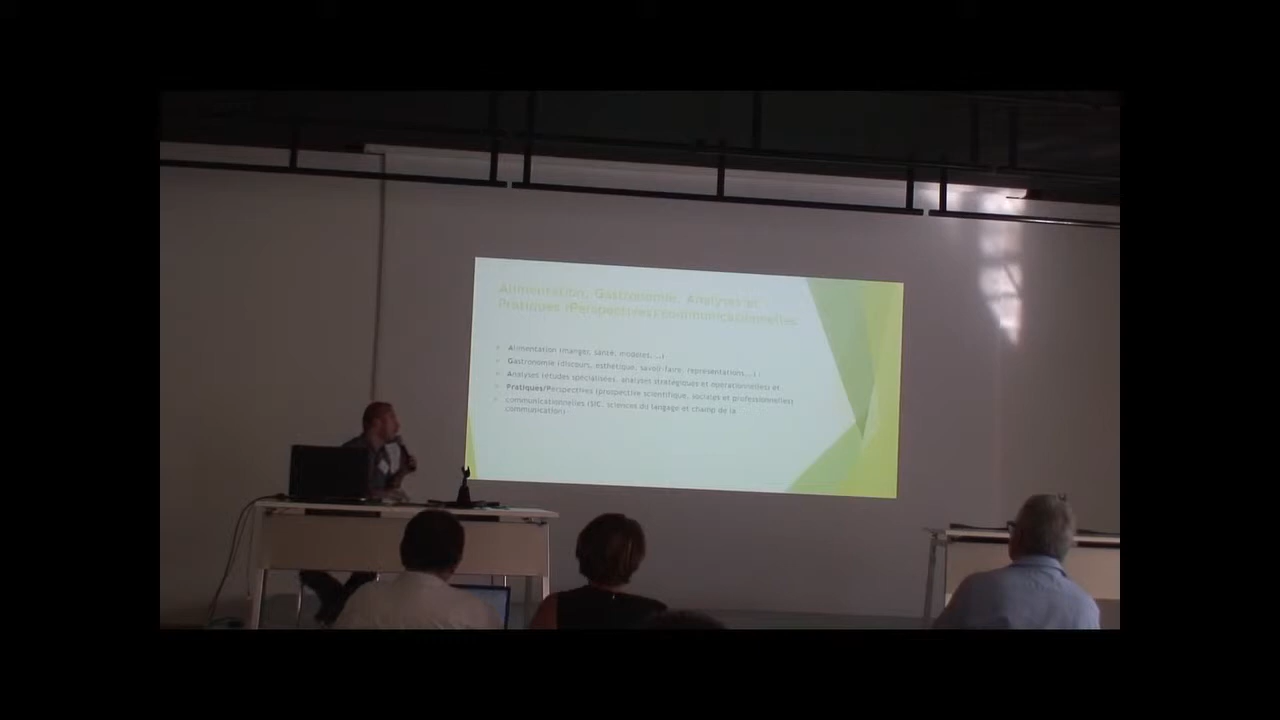 Alimentation, Gastronomie, Analyses et
Pratiques (Perspectives) communicationnelles
Alimentation (manger, santé, modèles, ...)
Gastronomie (discours, esthétique, savoir-faire, représentations,...) :
Analyses (études spécialisées, analyses stratégiques et opérationnelles) et
Pratiques/Perspectives (prospective scientifique, sociales et professionnelles)
communicationnelles (SIC, sciences du langage et champ de la
communication)